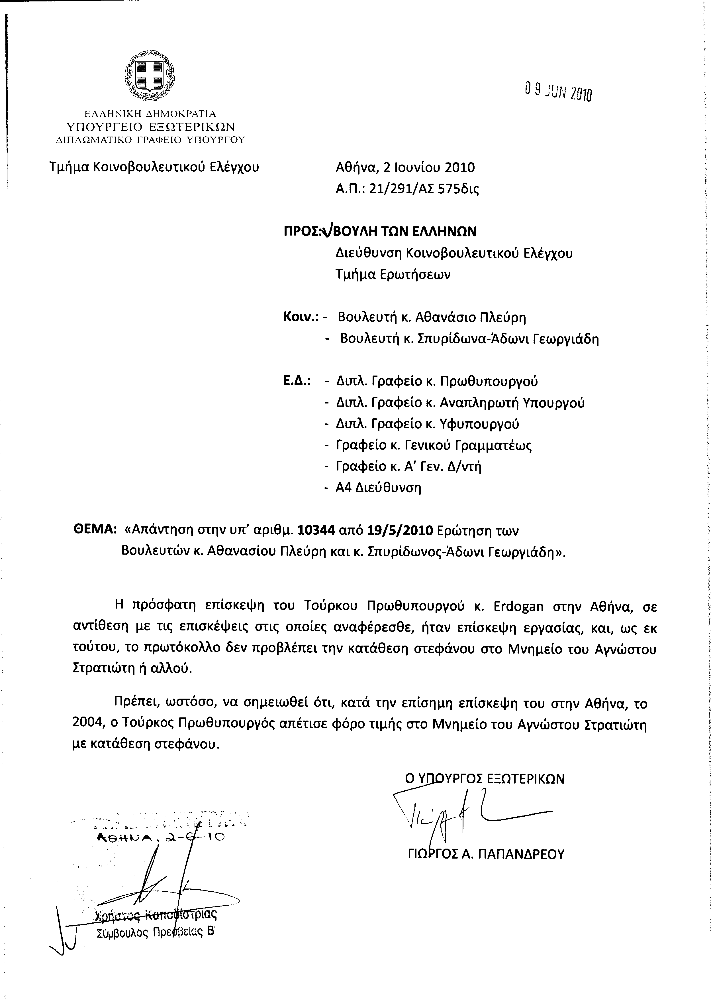 09 JUN 2010
ΕΛΛΗΝΙΚΗ ΔΗΜΟΚΡΑΤΙΑ
ΥΠΟΥΡΓΕΙΟ ΕΞΩΤΕΡΙΚΩΝ
ΔΙΠΛΩΜΑΤΙΚΟ ΓΡΑΦΕΙΟ ΥΠΟΥΡΓΟΥ
Τμήμα Κοινοβουλευτικού Ελέγχου
Αθήνα, 2 Ιουνίου 2010
Α.Π.: 21/291/ΑΣ 575δις
ΠΡΟΣ: ΒΟΥΛΗ ΤΩΝ ΕΛΛΗΝΩΝ
Διεύθυνση Κοινοβουλευτικού Ελέγχου
Τμήμα Ερωτήσεων
Κοιν.: - Βουλευτή κ. Αθανάσιο Πλεύρη
- Βουλευτή κ. Σπυρίδωνα-Άδωνι Γεωργιάδη
Ε.Δ.: - Διπλ. Γραφείο κ. Πρωθυπουργού
- Διπλ. Γραφείο κ. Αναπληρωτή Υπουργού
- Διπλ. Γραφείο κ. Υφυπουργού
- Γραφείο κ. Γενικού Γραμματέως
- Γραφείο κ. Α' Γεν. Δ/ντή
- Α4 Διεύθυνση
ΘΕΜΑ: «Απάντηση στην υπ' αριθμ. 10344 από 19/5/2010 Ερώτηση των
Βουλευτών κ. Αθανασίου Πλεύρη και κ. Σπυρίδωνος-Άδωνι Γεωργιάδη».
Η πρόσφατη επίσκεψη του Τούρκου Πρωθυπουργού κ. Erdogan στην Αθήνα, σε
αντίθεση με τις επισκέψεις στις οποίες αναφέρεσθε, ήταν επίσκεψη εργασίας, και, ως εκ
τούτου, το πρωτόκολλο δεν προβλέπει την κατάθεση στεφάνου στο Μνημείο του Αγνώστου
Στρατιώτη ή αλλού.
Πρέπει, ωστόσο, να σημειωθεί ότι, κατά την επίσημη επίσκεψη του στην Αθήνα, το
2004, ο Τούρκος Πρωθυπουργός απέτισε φόρο τιμής στο Μνημείο του Αγνώστου Στρατιώτη
με κατάθεση στεφάνου.
Ο ΥΠΟΥΡΓΟΣ ΕΞΩΤΕΡΙΚΩΝ
ΓΙΩΡΓΟΣ Α. ΠΑΠΑΝΔΡΕΟΥ
ΑΘΗΝΑ, 2-6-10
Χρήστος Καποδίστριας
Σύμβουλος Πρεσβείας Β'